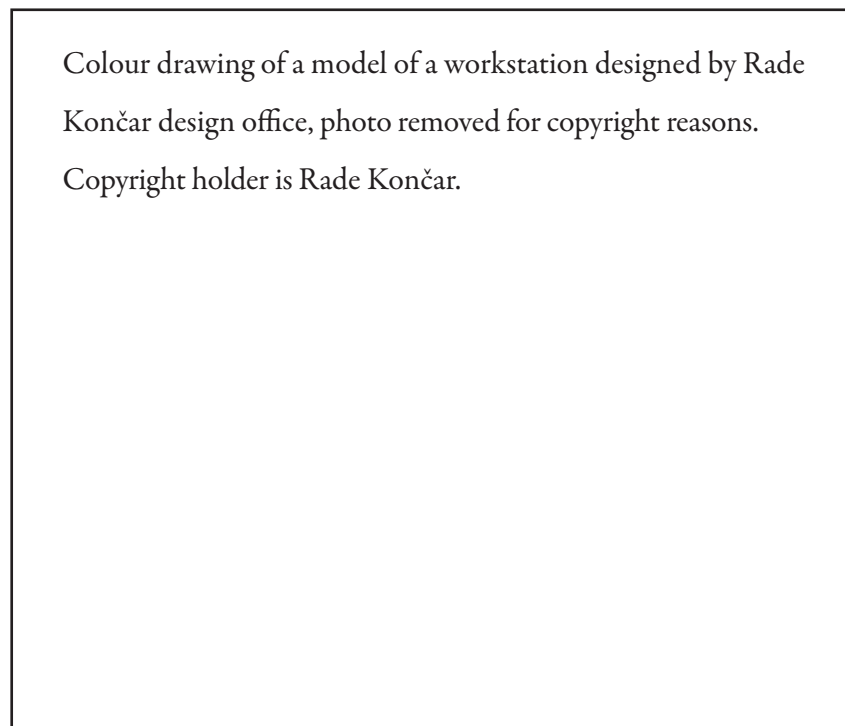 Colour drawing of a model of a workstation designed by Rade
Končar design office, photo removed for copyright reasons.
Copyright holder is Rade Končar.